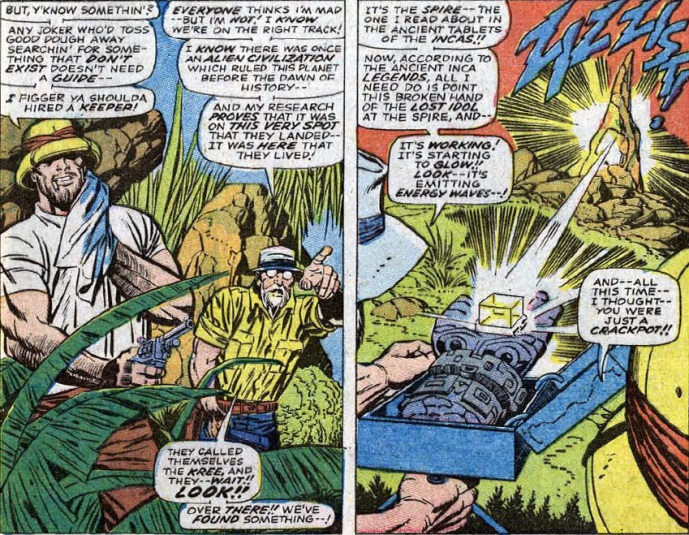 BUT, Y'KNOW SOMETHIN'?
ANY JOKER WHO'D TOSS
GOOD DOUGH AWAY
SEARCHIN' FOR SOME-
THING THAT DON'T
EXIST DOESN'T NEED
A GUIDE--
I FIGGER YA SHOULDA
HIRED A KEEPER!
EVERYONE THINKS I'M MAD
--BUT I'M NOT! I KNOW
WE'RE ON THE RIGHT TRACK!
I KNOW THERE WAS ONCE
AN ALIEN CIVILIZATION
WHICH RULED THIS PLANET
BEFORE THE DAWN OF
HISTORY--
AND MY RESEARCH
PROVES THAT IT WAS
ON THIS VERY SPOT
THAT THEY LANDED--
IT WAS HERE THAT
THEY LIVED!
THEY CALLED
THEMSELVES
THE KREE, AND
THEY--WAIT!!
LOOK!!
OVER THERE!! WE'VE
FOUND SOMETHING--!
IT'S THE SPIRE--THE
ONE I READ ABOUT IN
THE ANCIENT TABLETS
OF THE INCAS!!
NOW, ACCORDING TO
THE ANCIENT INCA
LEGENDS, ALL I
NEED DO IS POINT
THIS BROKEN HAND
OF THE LOST IDOL
AT THE SPIRE, AND--
IT'S WORKING!
IT'S STARTING
TO GLOW!!
LOOK--IT'S
EMITTING
ENERGY WAVES--!
AND--ALL
THIS TIME--
I THOUGHT--
YOU WERE
JUST A
CRACKPOT!!